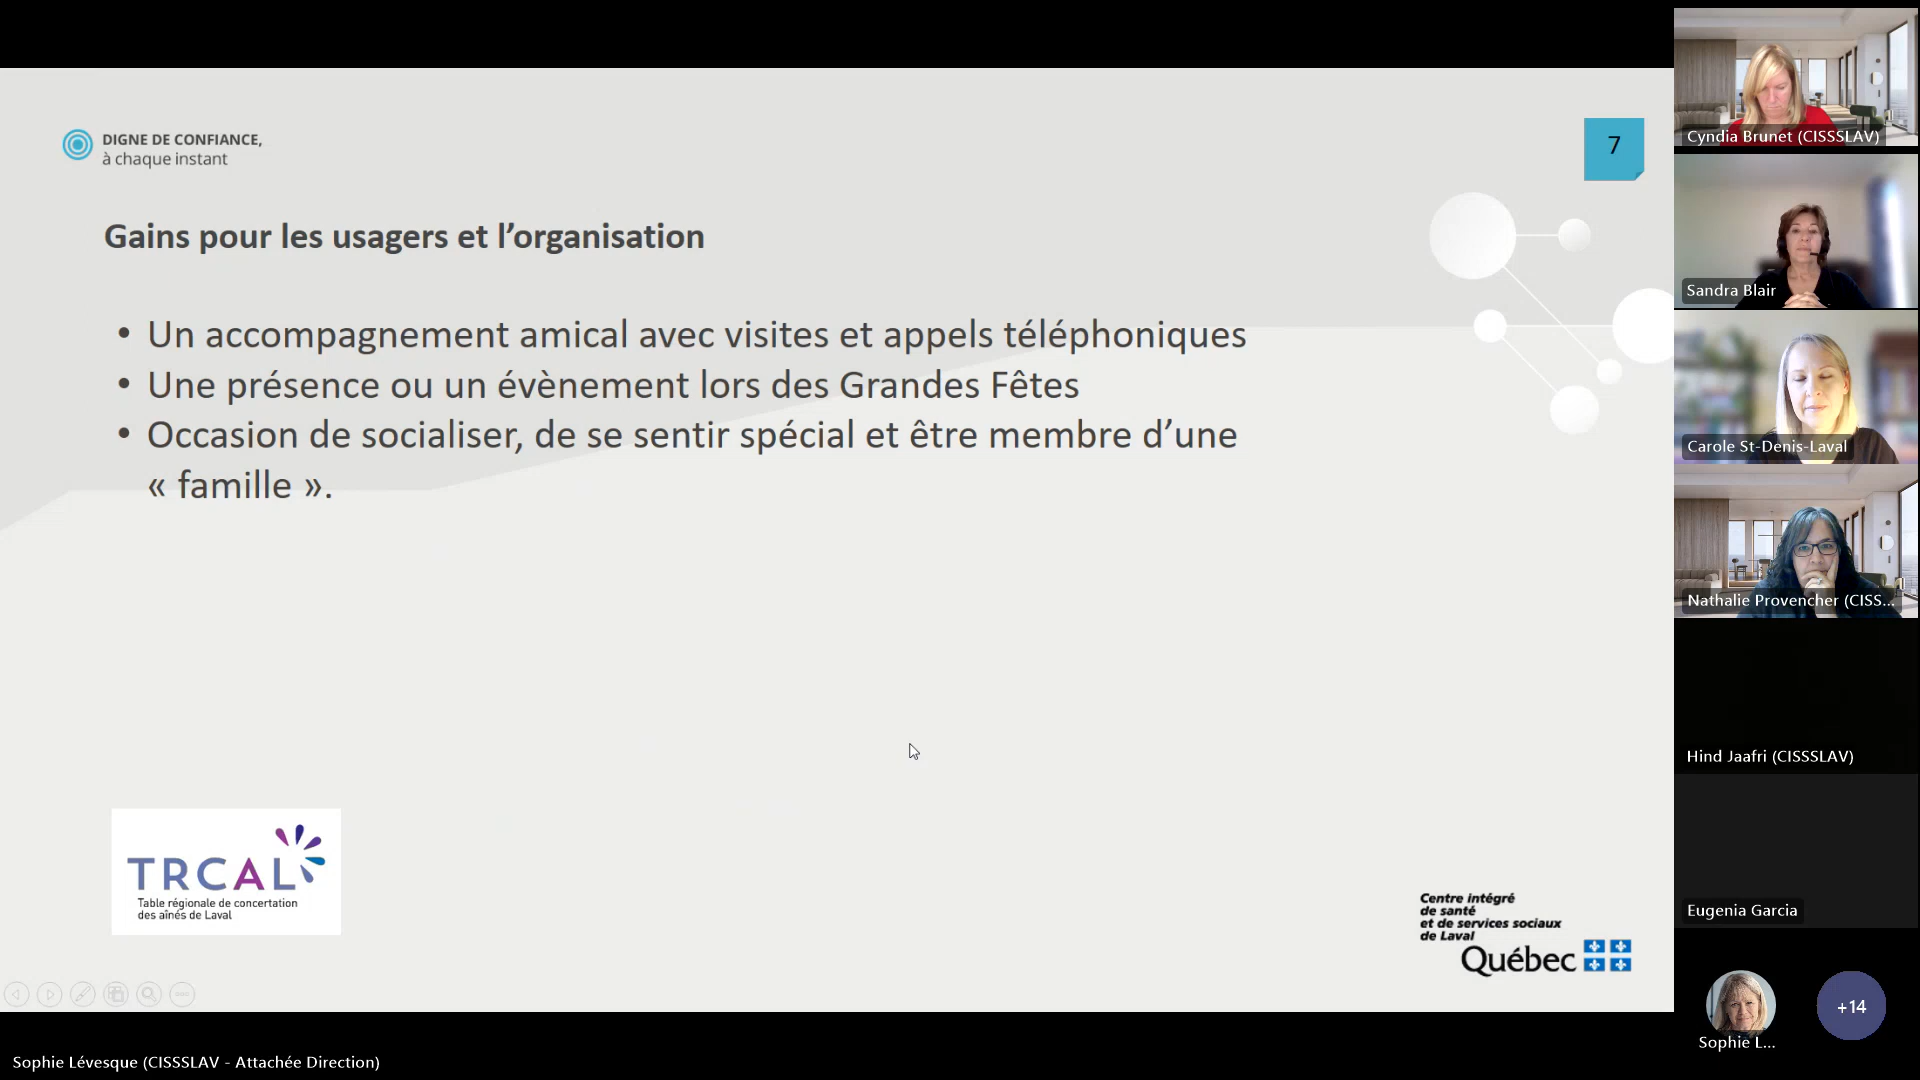 DIGNE DE CONFIANCE,
à chaque instant
7
Gains pour les usagers et l’organisation
• Un accompagnement amical avec visites et appels téléphoniques
• Une présence ou un évènement lors des Grandes Fêtes
• Occasion de socialiser, de se sentir spécial et être membre d’une
« famille ».
TRCAL
Table régionale de concertation
des aînés de Laval
Centre intégré
de santé
et de services sociaux
de Laval
Québec
Cyndia Brunet (CISSSLAV)
Sandra Blair
Carole St-Denis-Laval
Nathalie Provencher (CISS...
Hind Jaafri (CISSSLAV)
Eugenia Garcia
Sophie L...
+14
Sophie Lévesque (CISSSLAV - Attachée Direction)